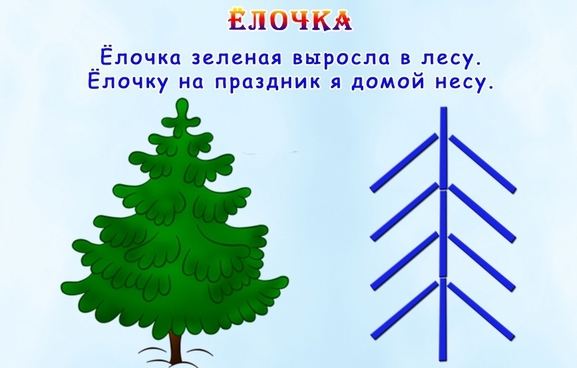 ЁЛОЧКА
Ёлочка зеленая выросла в лесу.
Ёлочку на праздник я домой несу.